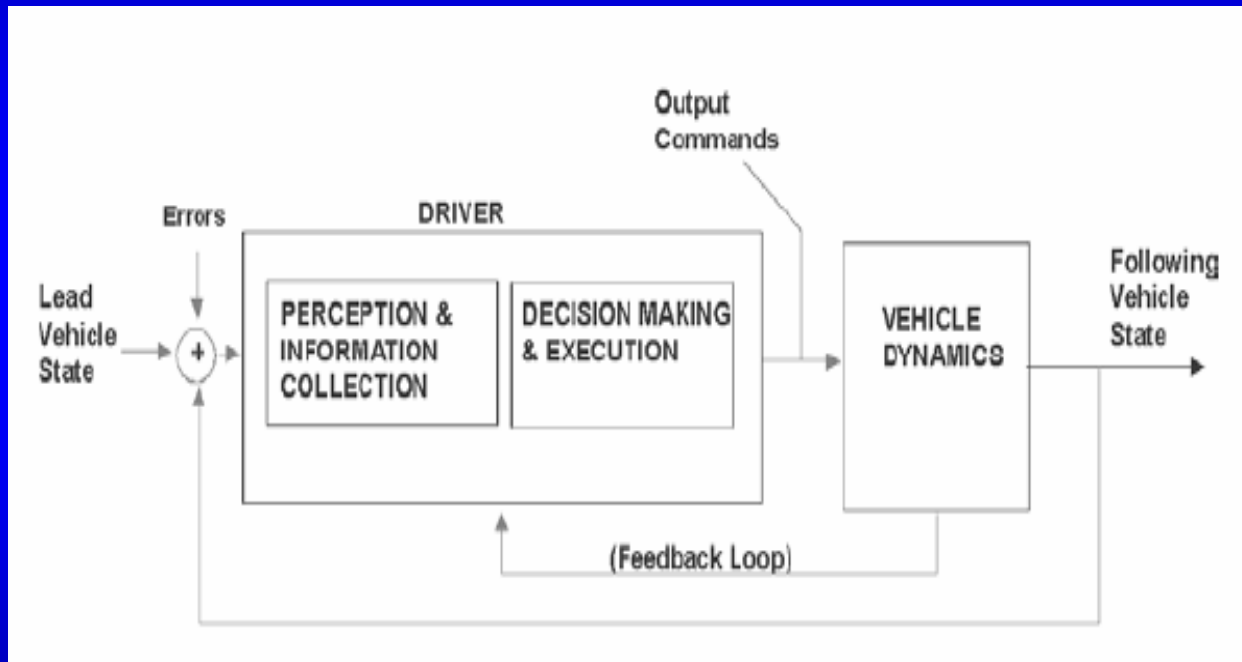 Output
Commands
Errors
DRIVER
Lead
Vehicle
State
+
PERCEPTION &
INFORMATION
COLLECTION
DECISION MAKING
& EXECUTION
VEHICLE
DYNAMICS
Following
Vehicle
State
(Feedback Loop)